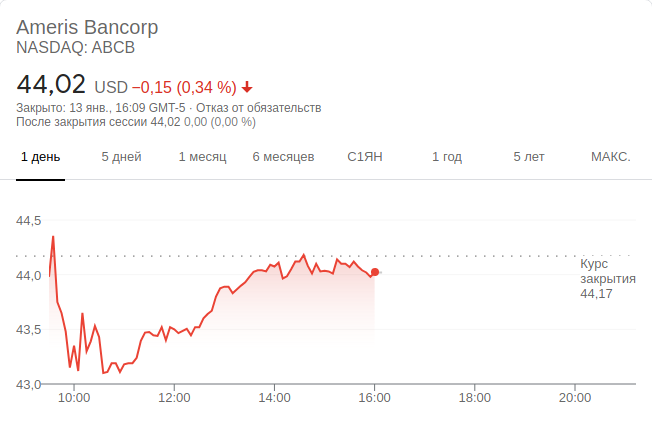 Ameris Bancorp
NASDAQ: ABCB
44,02 USD −0,15 (0,34 %)
Закрыто: 13 янв., 16:09 GMT-5 · Отказ от обязательств
После закрытия сессии 44,02 0,00 (0,00 %)
1 день 5 дней 1 месяц 6 месяцев С1ЯН 1 год 5 лет МАКС.
44,5
Курс
44,0
закрытия
44,17
43,5
43,0
10:00 12:00 14:00 16:00 18:00 20:00